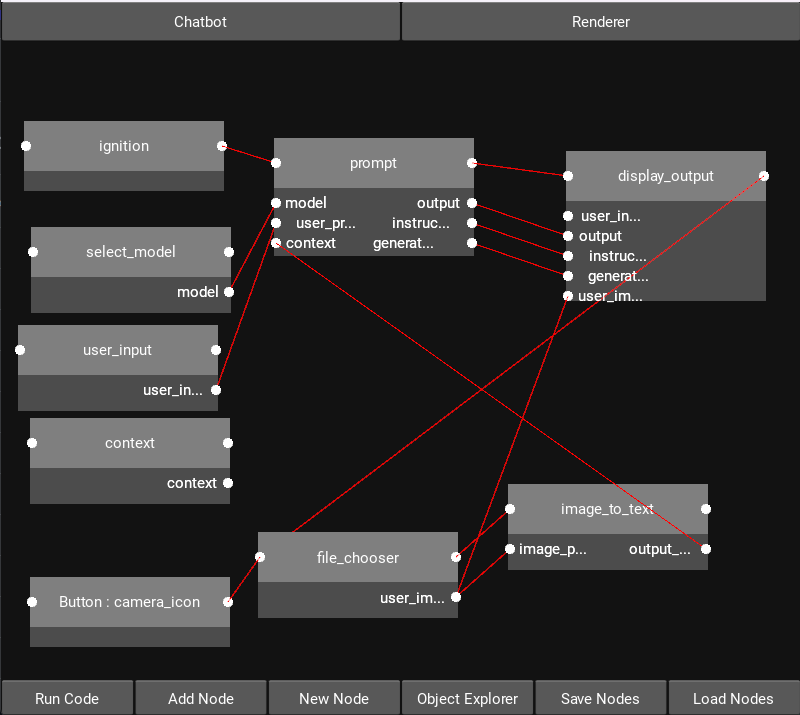 Chatbot
Renderer
ignition
prompt
model
output
user_pr...
instruc...
context
generat...
display_output
user_in...
output
instruc...
generat...
user_im...
select_model
model
user_input
user_in...
context
context
image_to_text
image_p...
output_...
file_chooser
user_im...
Button : camera_icon
Run Code
Add Node
New Node
Object Explorer
Save Nodes
Load Nodes